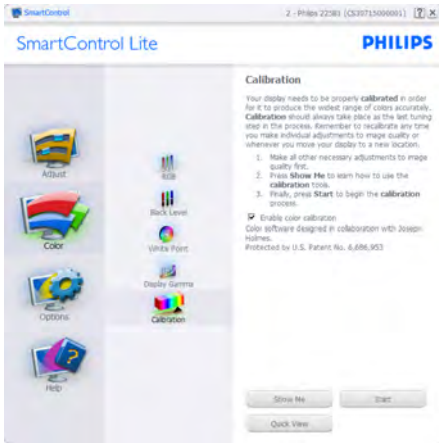 SmartControl
2 - Philips 225B1 (CS30715000001)
SmartControl Lite
PHILIPS
Adjust
Color
Options
Help
RGB
Black Level
White Point
Display Gamma
Calibration
Calibration
Your display needs to be properly calibrated in order
for it to produce the widest range of colors accurately.
Calibration should always take place as the last tuning
step in the process. Remember to recalibrate any time
you make individual adjustments to image quality or
whenever you move your display to a new location.
1. Make all other necessary adjustments to image
quality first.
2. Press Show Me to learn how to use the
calibration tools.
3. Finally, press Start to begin the calibration
process.
Enable color calibration
Color software designed in collaboration with Joseph
Holmes.
Protected by U.S. Patent No. 6,686,953
Show Me
Start
Quick View